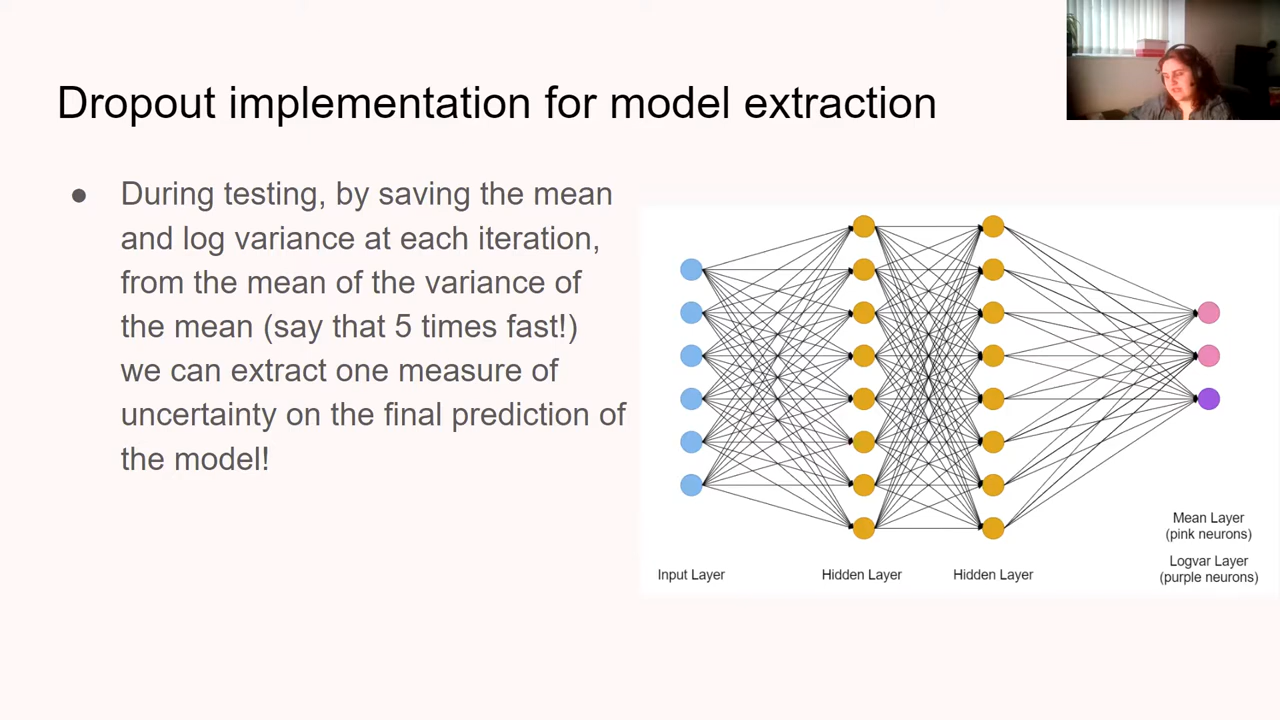 Dropout implementation for model extraction
● During testing, by saving the mean
and log variance at each iteration,
from the mean of the variance of
the mean (say that 5 times fast!)
we can extract one measure of
uncertainty on the final prediction of
the model!
Input Layer
Hidden Layer
Hidden Layer
Mean Layer
(pink neurons)
Logvar Layer
(purple neurons)